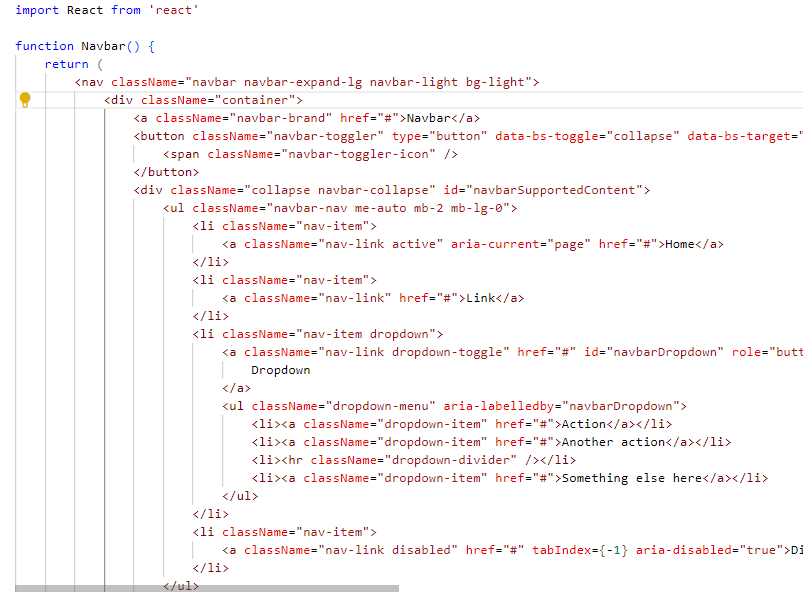 import React from 'react'
function Navbar() {
return (
<nav className="navbar navbar-expand-lg navbar-light bg-light">
<div className="container">
<a className="navbar-brand" href="#">Navbar</a>
<button className="navbar-toggler" type="button" data-bs-toggle="collapse" data-bs-target="
<span className="navbar-toggler-icon" />
</button>
<div className="collapse navbar-collapse" id="navbarSupportedContent">
<ul className="navbar-nav me-auto mb-2 mb-lg-0">
<li className="nav-item">
<a className="nav-link active" aria-current="page" href="#">Home</a>
</li>
<li className="nav-item">
<a className="nav-link" href="#">Link</a>
</li>
<li className="nav-item dropdown">
<a className="nav-link dropdown-toggle" href="#" id="navbarDropdown" role="butt
Dropdown
</a>
<ul className="dropdown-menu" aria-labelledby="navbarDropdown">
<li><a className="dropdown-item" href="#">Action</a></li>
<li><a className="dropdown-item" href="#">Another action</a></li>
<li><hr className="dropdown-divider" /></li>
<li><a className="dropdown-item" href="#">Something else here</a></li>
</ul>
</li>
<li className="nav-item">
<a className="nav-link disabled" href="#" tabIndex={-1} aria-disabled="true">Di
</li>
</ul>